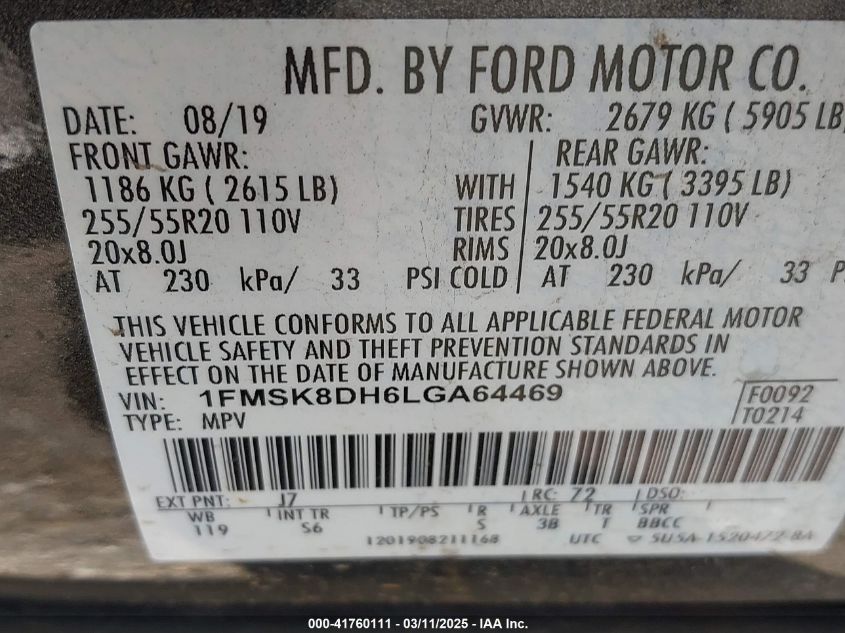 MFD. BY FORD MOTOR CO.
DATE: 08/19 GVWR: 2679 KG ( 5905 LB)
FRONT GAWR: REAR GAWR:
1186 KG ( 2615 LB) WITH 1540 KG ( 3395 LB)
255/55R20 110V TIRES 255/55R20 110V
20x8.0J RIMS 20x8.0J
AT 230 kPa/ 33 PSI COLD AT 230 kPa/ 33 P
THIS VEHICLE CONFORMS TO ALL APPLICABLE FEDERAL MOTOR
VEHICLE SAFETY AND THEFT PREVENTION STANDARDS IN
EFFECT ON THE DATE OF MANUFACTURE SHOWN ABOVE.
VIN: 1FMSK8DH6LGA64469 F0092
TYPE: MPV T0214
EXT PNT: J7 RC: 72 DSO:
WB INT TR TP/PS R AXLE TR SPR
119 S6 S 3B T BBCC
1201908211168 UTC 5U5A-1520472-BA
000-41760111 - 03/11/2025 - IAA Inc.